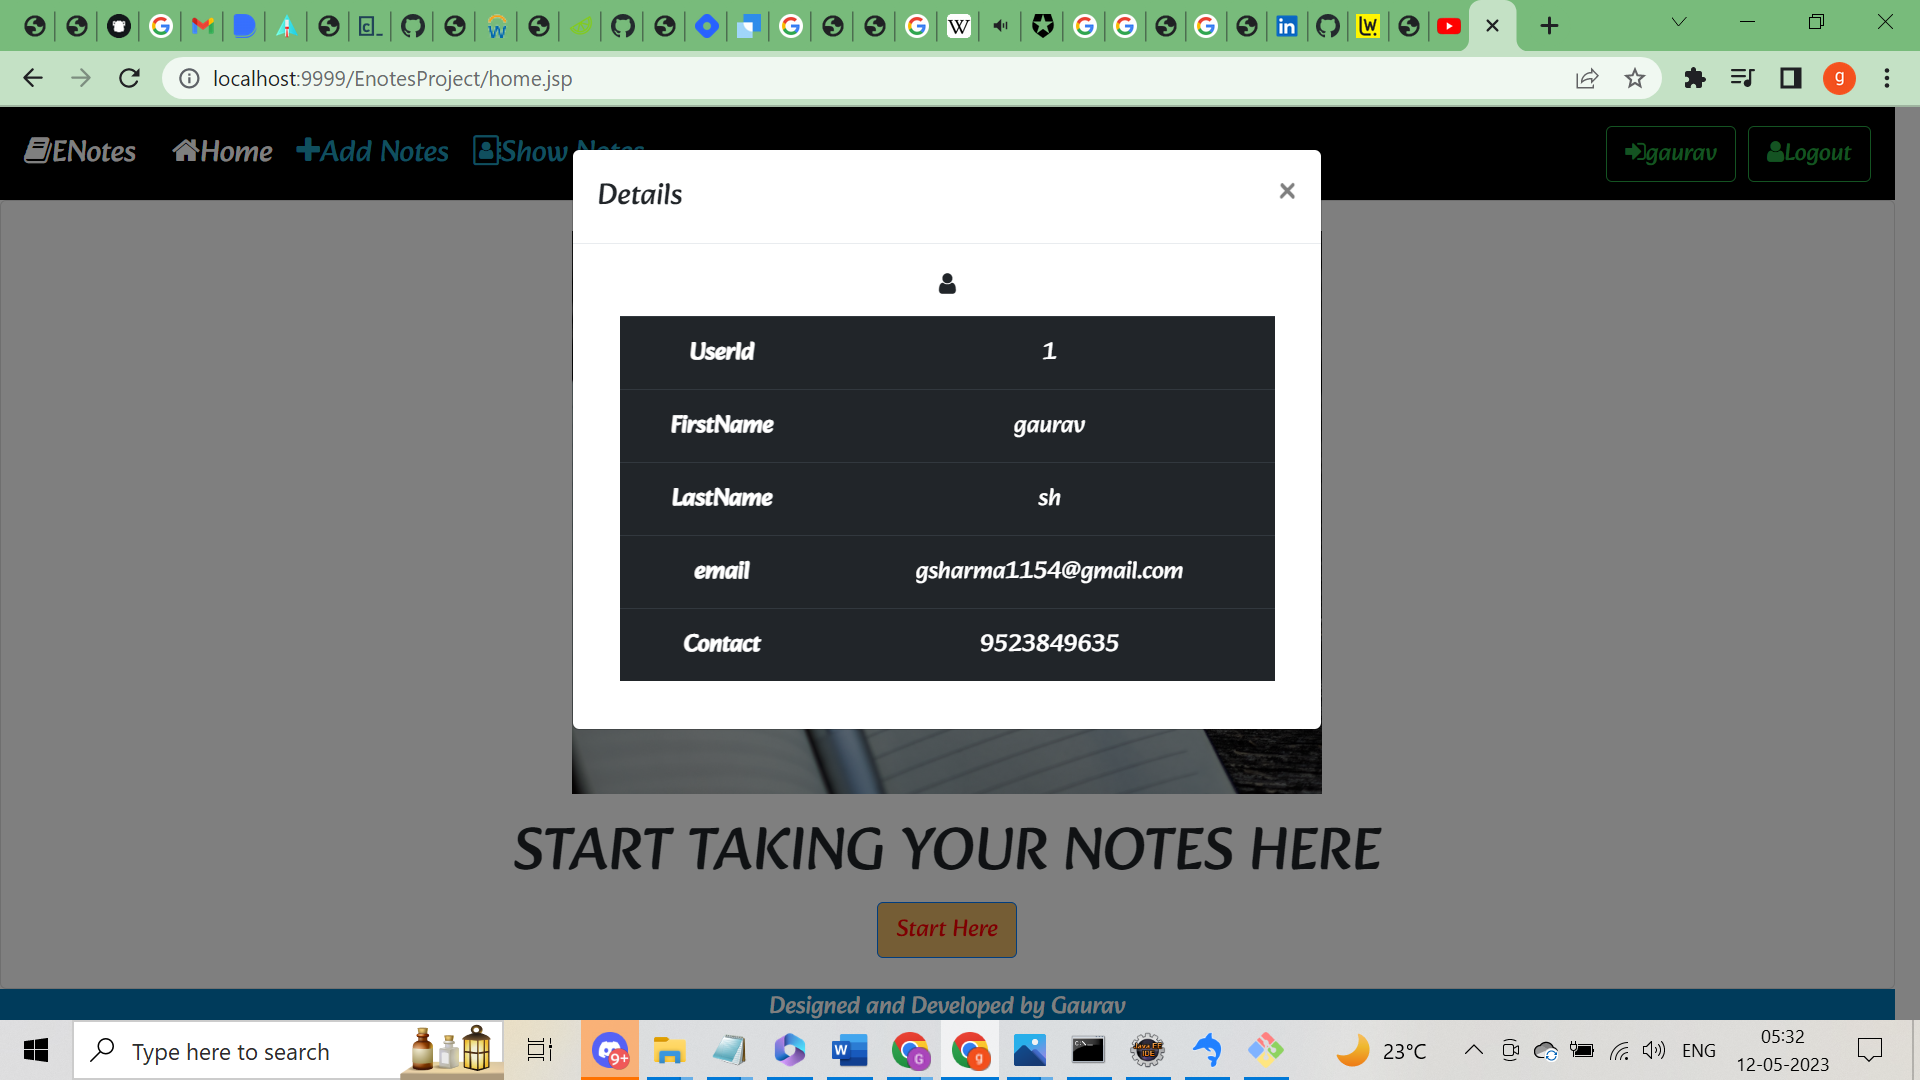 localhost:9999/EnotesProject/home.jsp
g
ENotes Home Add Notes Show Notes gaurav Logout
Details
×
UserId 1
FirstName gaurav
LastName sh
email gsharma1154@gmail.com
Contact 9523849635
START TAKING YOUR NOTES HERE
Start Here
Designed and Developed by Gaurav
Type here to search
9+
G
g
23°C
ENG
05:32
12-05-2023